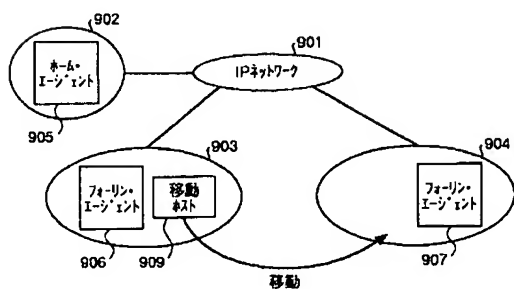 902
901
ホーム・
エージェント
IPネットワーク
905
903
904
フォーリン・
エージェント
移動
ホスト
フォーリン・
エージェント
906
909
907
移動